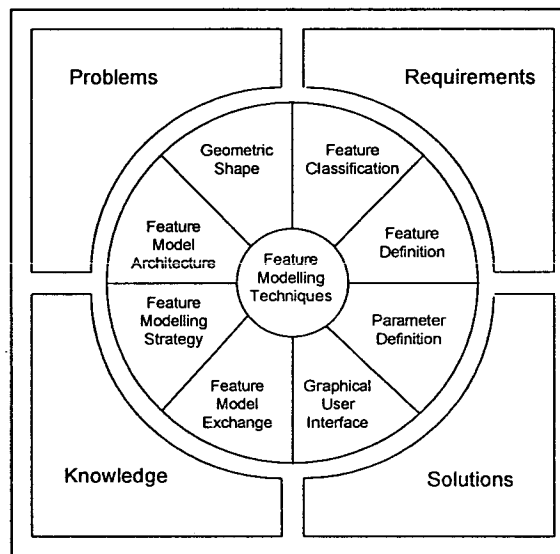 Problems
Requirements
Geometric
Shape
Feature
Classification
Feature
Model
Architecture
Feature
Definition
Feature
Modelling
Techniques
Feature
Modelling
Strategy
Parameter
Definition
Feature
Model
Exchange
Graphical
User
Interface
Knowledge
Solutions